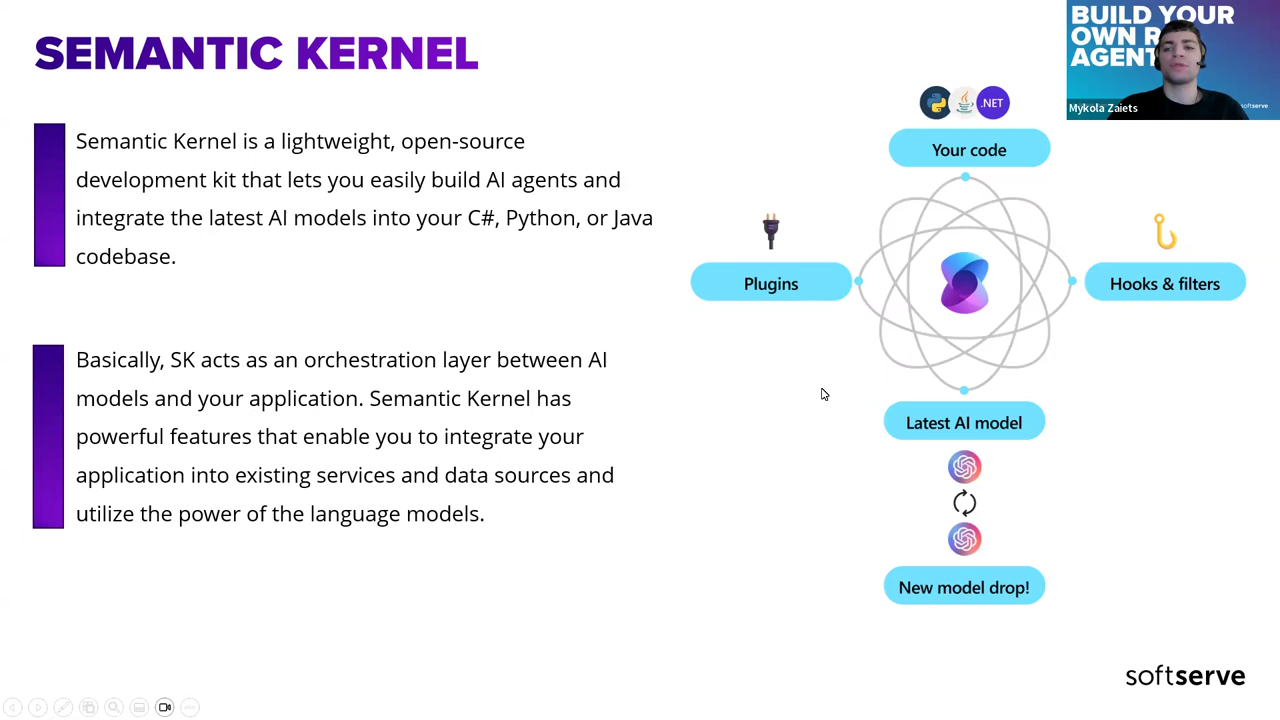 SEMANTIC KERNEL
Semantic Kernel is a lightweight, open-source
development kit that lets you easily build AI agents and
integrate the latest AI models into your C#, Python, or Java
codebase.
Basically, SK acts as an orchestration layer between AI
models and your application. Semantic Kernel has
powerful features that enable you to integrate your
application into existing services and data sources and
utilize the power of the language models.
.NET
Your code
Plugins
Hooks & filters
Latest AI model
New model drop!
BUILD YOUR
OWN
AGENT
Mykola Zaiets
softserve
softserve